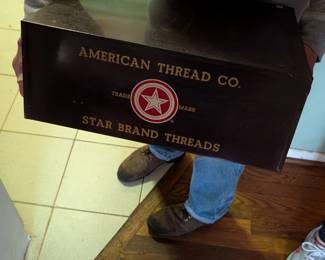 AMERICAN THREAD CO.
TRADE MARK
STAR BRAND THREADS